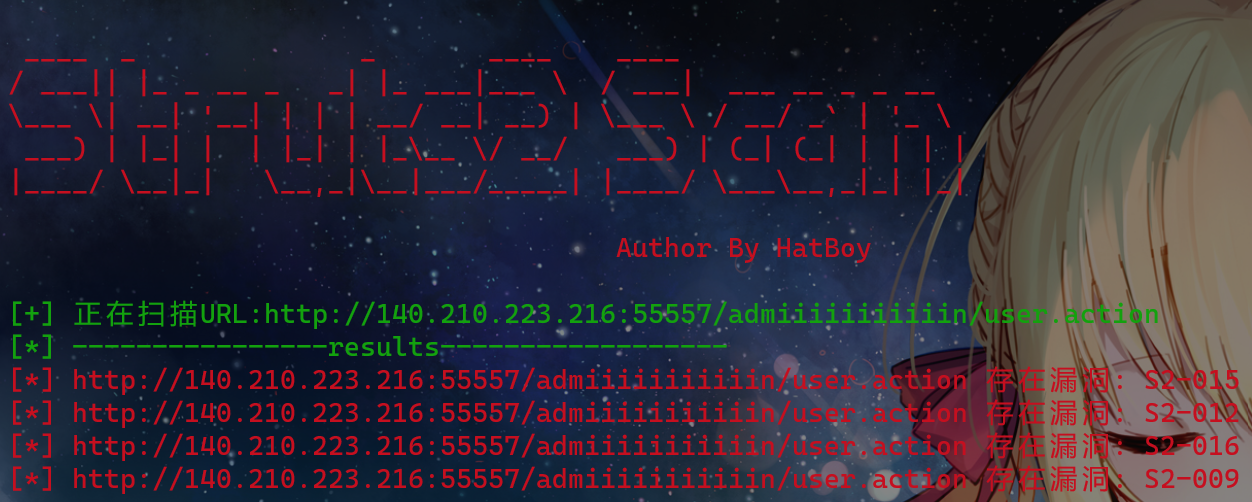 Struts2Scan
Author By HatBoy
[+] 正在扫描URL:http://140.210.223.216:55557/admiiiiiiiiiiin/user.action
[*] ----------------results------------------
[*] http://140.210.223.216:55557/admiiiiiiiiiiin/user.action 存在漏洞: S2-015
[*] http://140.210.223.216:55557/admiiiiiiiiiiin/user.action 存在漏洞: S2-012
[*] http://140.210.223.216:55557/admiiiiiiiiiiin/user.action 存在漏洞: S2-016
[*] http://140.210.223.216:55557/admiiiiiiiiiiin/user.action 存在漏洞: S2-009